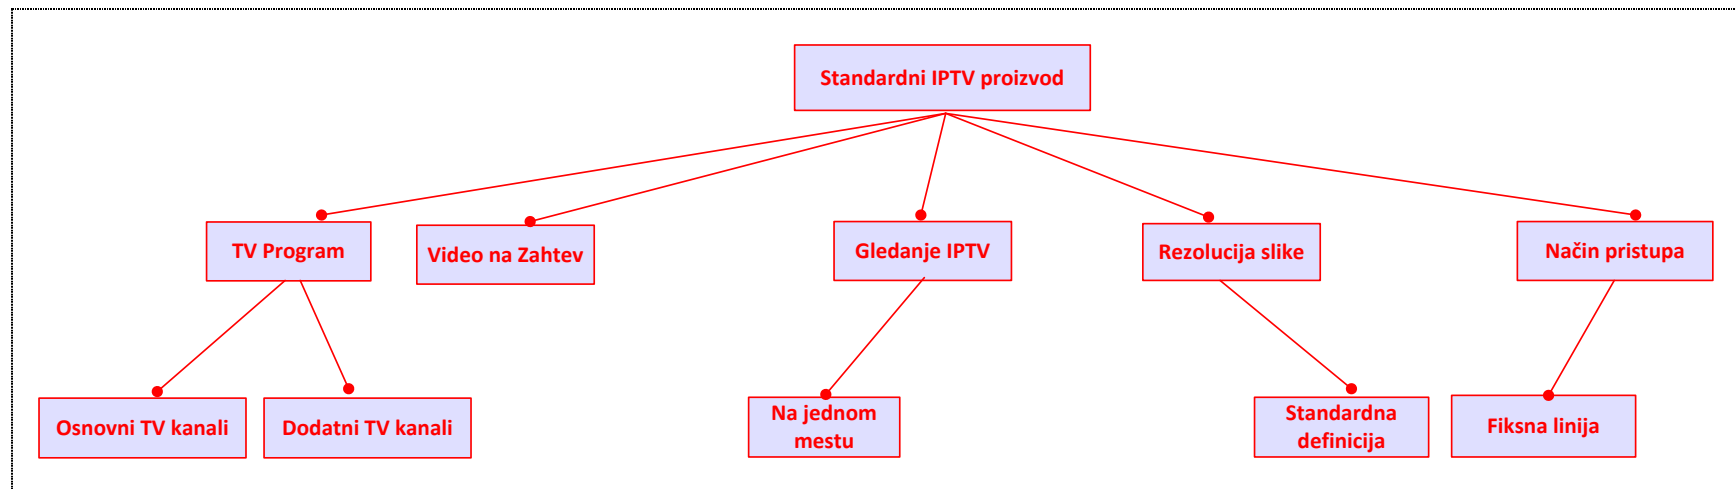 Standardni IPTV proizvod
TV Program
Video na Zahtev
Gledanje IPTV
Rezolucija slike
Način pristupa
Osnovni TV kanali
Dodatni TV kanali
Na jednom
mestu
Standardna
definicija
Fiksna linija